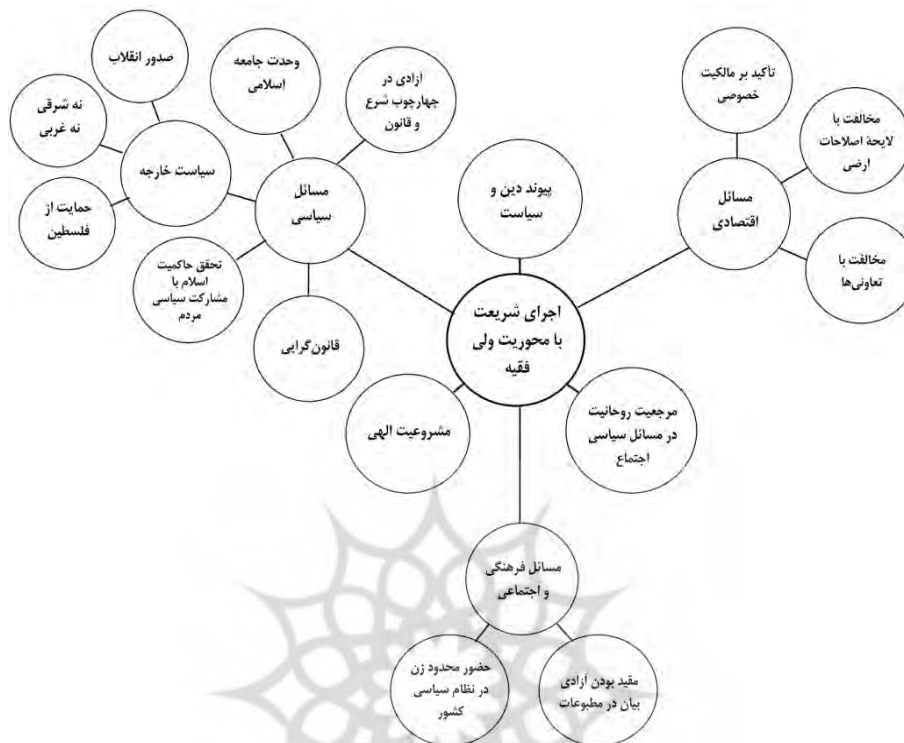 صدور انقلاب
وحدت جامعه
اسلامی
آزادی در
چهارچوب شرع
و قانون
تأکید بر مالکیت
خصوصی
نه شرقی
نه غربی
سیاست خارجه
مسائل
سیاسی
پیوند دین و
سیاست
مسائل
اقتصادی
مخالفت با
لایحهٔ اصلاحات
ارضی
حمایت از
فلسطین
تحقق حاکمیت
اسلام با
مشارکت سیاسی
مردم
قانون‌گرایی
اجرای شریعت
با محوریت ولی
فقیه
مخالفت با
تعاونی‌ها
مشروعیت الهی
مرجعیت روحانیت
در مسائل سیاسی
اجتماع
مسائل فرهنگی
و اجتماعی
حضور محدود زن
در نظام سیاسی
کشور
مقید بودن آزادی
بیان در مطبوعات